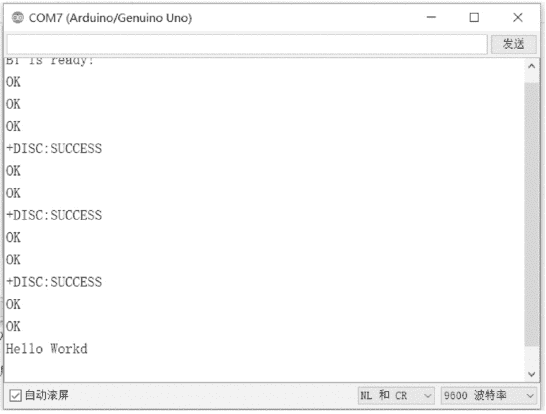 COM7 (Arduino/Genuino Uno)
发送
BT is ready!
OK
OK
OK
+DISC:SUCCESS
OK
OK
+DISC:SUCCESS
OK
OK
+DISC:SUCCESS
OK
OK
Hello Workd
自动滚屏
NL 和 CR
9600 波特率